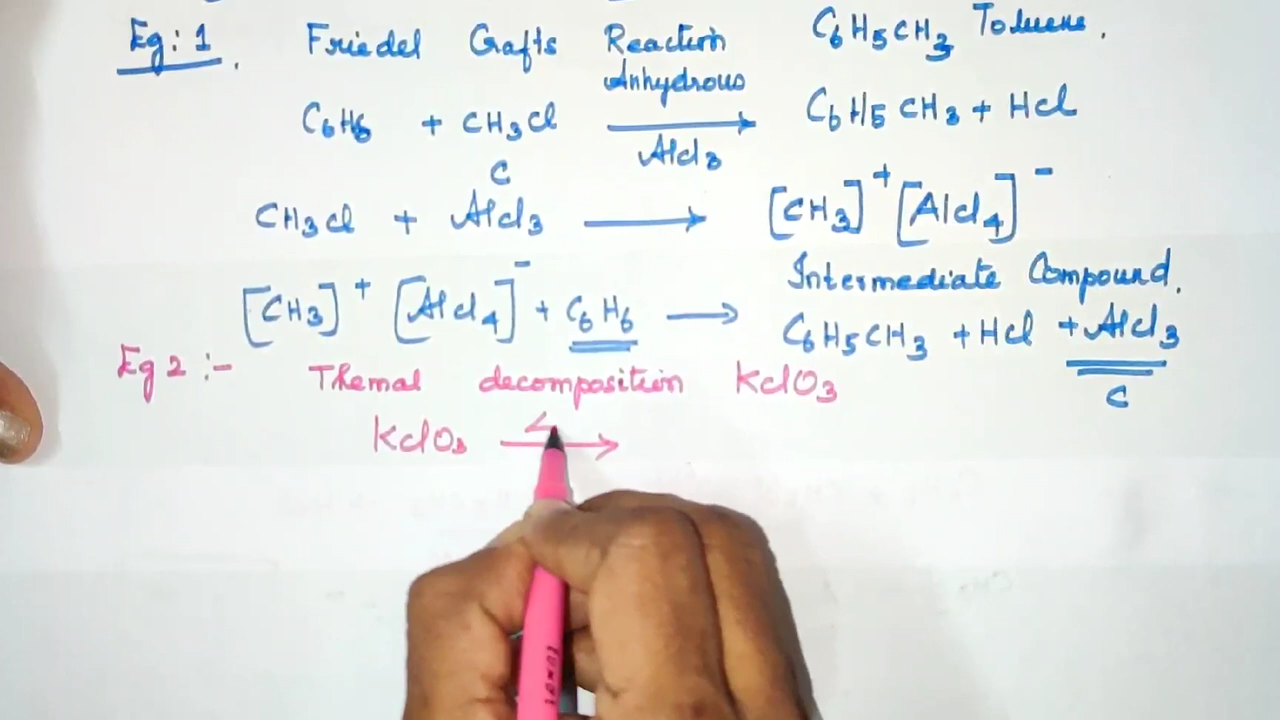 Eg: 1. Friedel Crafts Reaction C6H5CH3 Toluene.
C6H6 + CH3Cl Anhydrous AlCl3 → C6H5CH3 + HCl
C
CH3Cl + AlCl3 → [CH3]+ [AlCl4]-
Intermediate Compound.
[CH3]+ [AlCl4]- + C6H6 → C6H5CH3 + HCl + AlCl3
C
Eg 2 :- Themal decomposition KClO3
KClO3 →